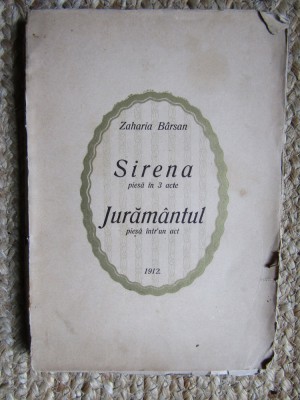 Zaharia Bârsan
Sirena
piesă în 3 acte
Jurământul
piesă într'un act
1912.